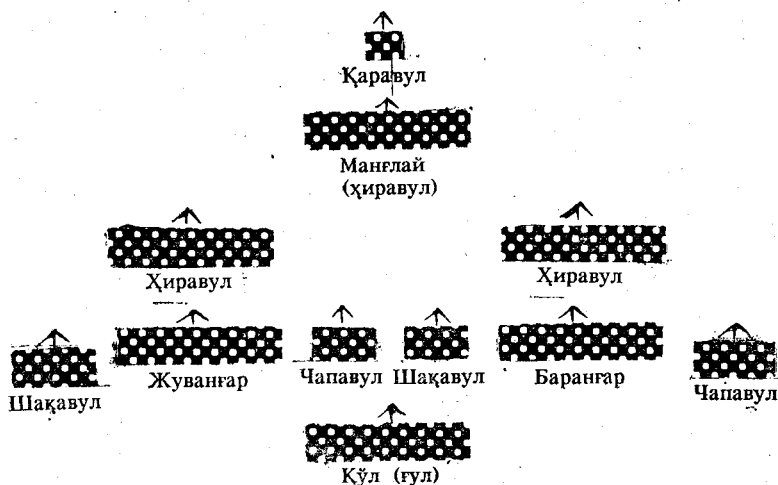 Қаравул
Манғлай
(ҳиравул)
Ҳиравул
Ҳиравул
Шақавул
Жуванғар
Чапавул
Шақавул
Баранғар
Чапавул
Қўл (ғул)